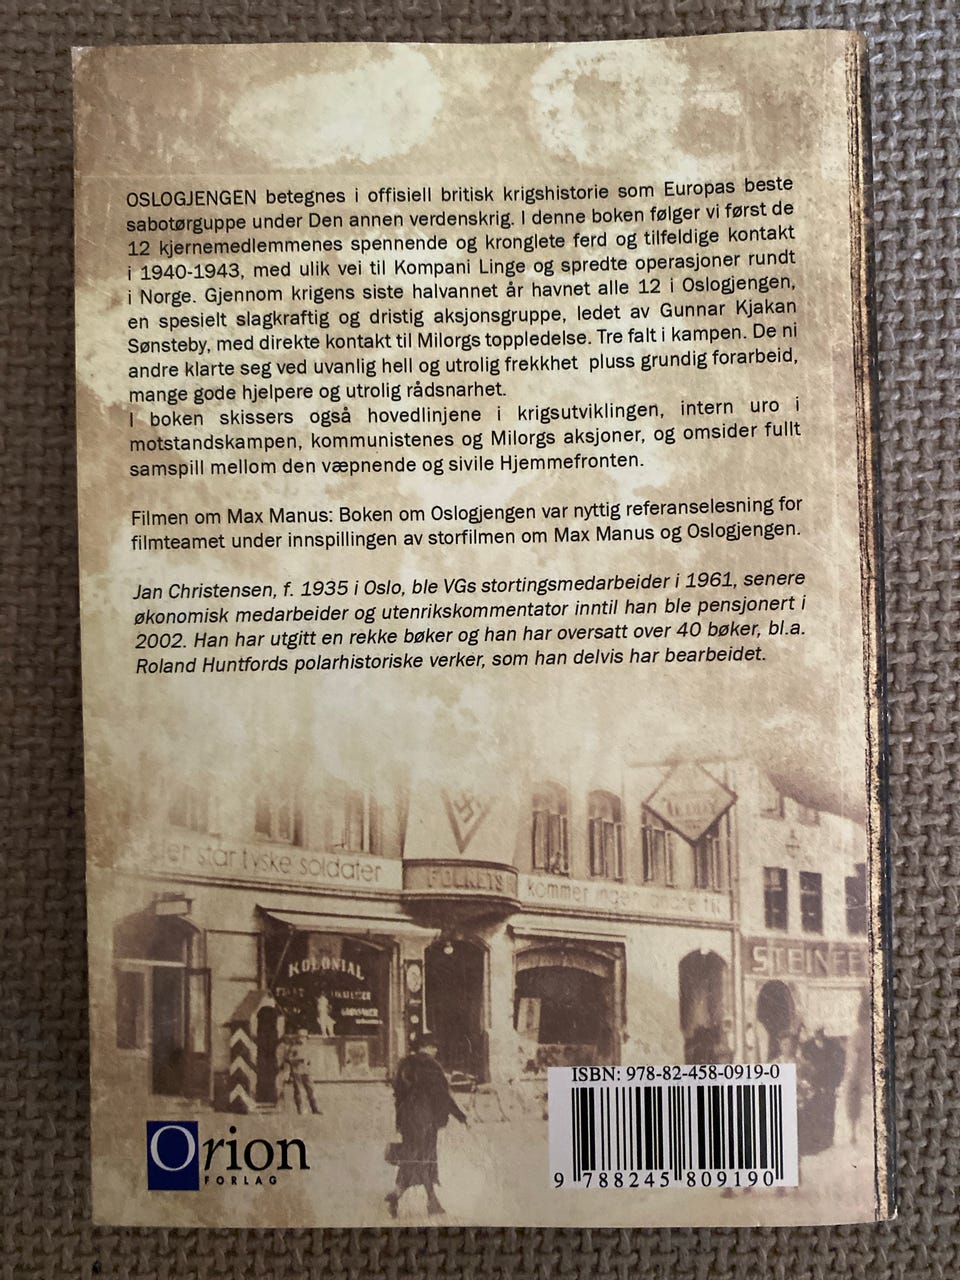 OSLOGJENGEN betegnes i offisiell britisk krigshistorie som Europas beste
sabotørguppe under Den annen verdenskrig. I denne boken følger vi først de
12 kjernemedlemmenes spennende og kronglete ferd og tilfeldige kontakt
i 1940-1943, med ulik vei til Kompani Linge og spredte operasjoner rundt
i Norge. Gjennom krigens siste halvannet år havnet alle 12 i Oslogjengen,
en spesielt slagkraftig og dristig aksjonsgruppe, ledet av Gunnar Kjakan
Sønsteby, med direkte kontakt til Milorgs toppledelse. Tre falt i kampen. De ni
andre klarte seg ved uvanlig hell og utrolig frekkhet pluss grundig forarbeid,
mange gode hjelpere og utrolig rådsnarhet.
I boken skissers også hovedlinjene i krigsutviklingen, intern uro i
motstandskampen, kommunistenes og Milorgs aksjoner, og omsider fullt
samspill mellom den væpnende og sivile Hjemmefronten.
Filmen om Max Manus: Boken om Oslogjengen var nyttig referanselesning for
filmteamet under innspillingen av storfilmen om Max Manus og Oslogjengen.
Jan Christensen, f. 1935 i Oslo, ble VGs stortingsmedarbeider i 1961, senere
økonomisk medarbeider og utenrikskommentator inntil han ble pensjonert i
2002. Han har utgitt en rekke bøker og han har oversatt over 40 bøker, bl.a.
Roland Huntfords polarhistoriske verker, som han delvis har bearbeidet.
står tyske soldater
FOLKETS
kommer ingen andre til
KOLONIAL
STEINE
ISBN: 978-82-458-0919-0
9 788245 809190
Orion
FORLAG